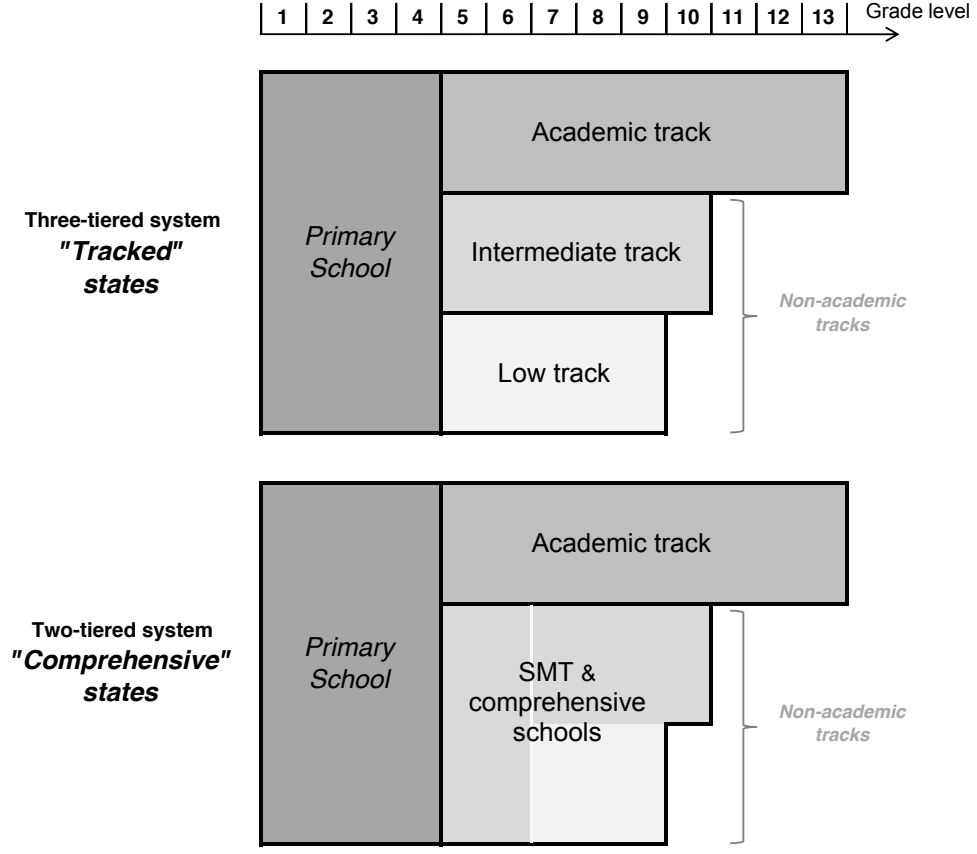 1 2 3 4 5 6 7 8 9 10 11 12 13 Grade level
Academic track
Three-tiered system
"Tracked"
states
Primary
School
Intermediate track
Non-academic
tracks
Low track
Academic track
Two-tiered system
"Comprehensive"
states
Primary
School
SMT &
comprehensive
schools
Non-academic
tracks